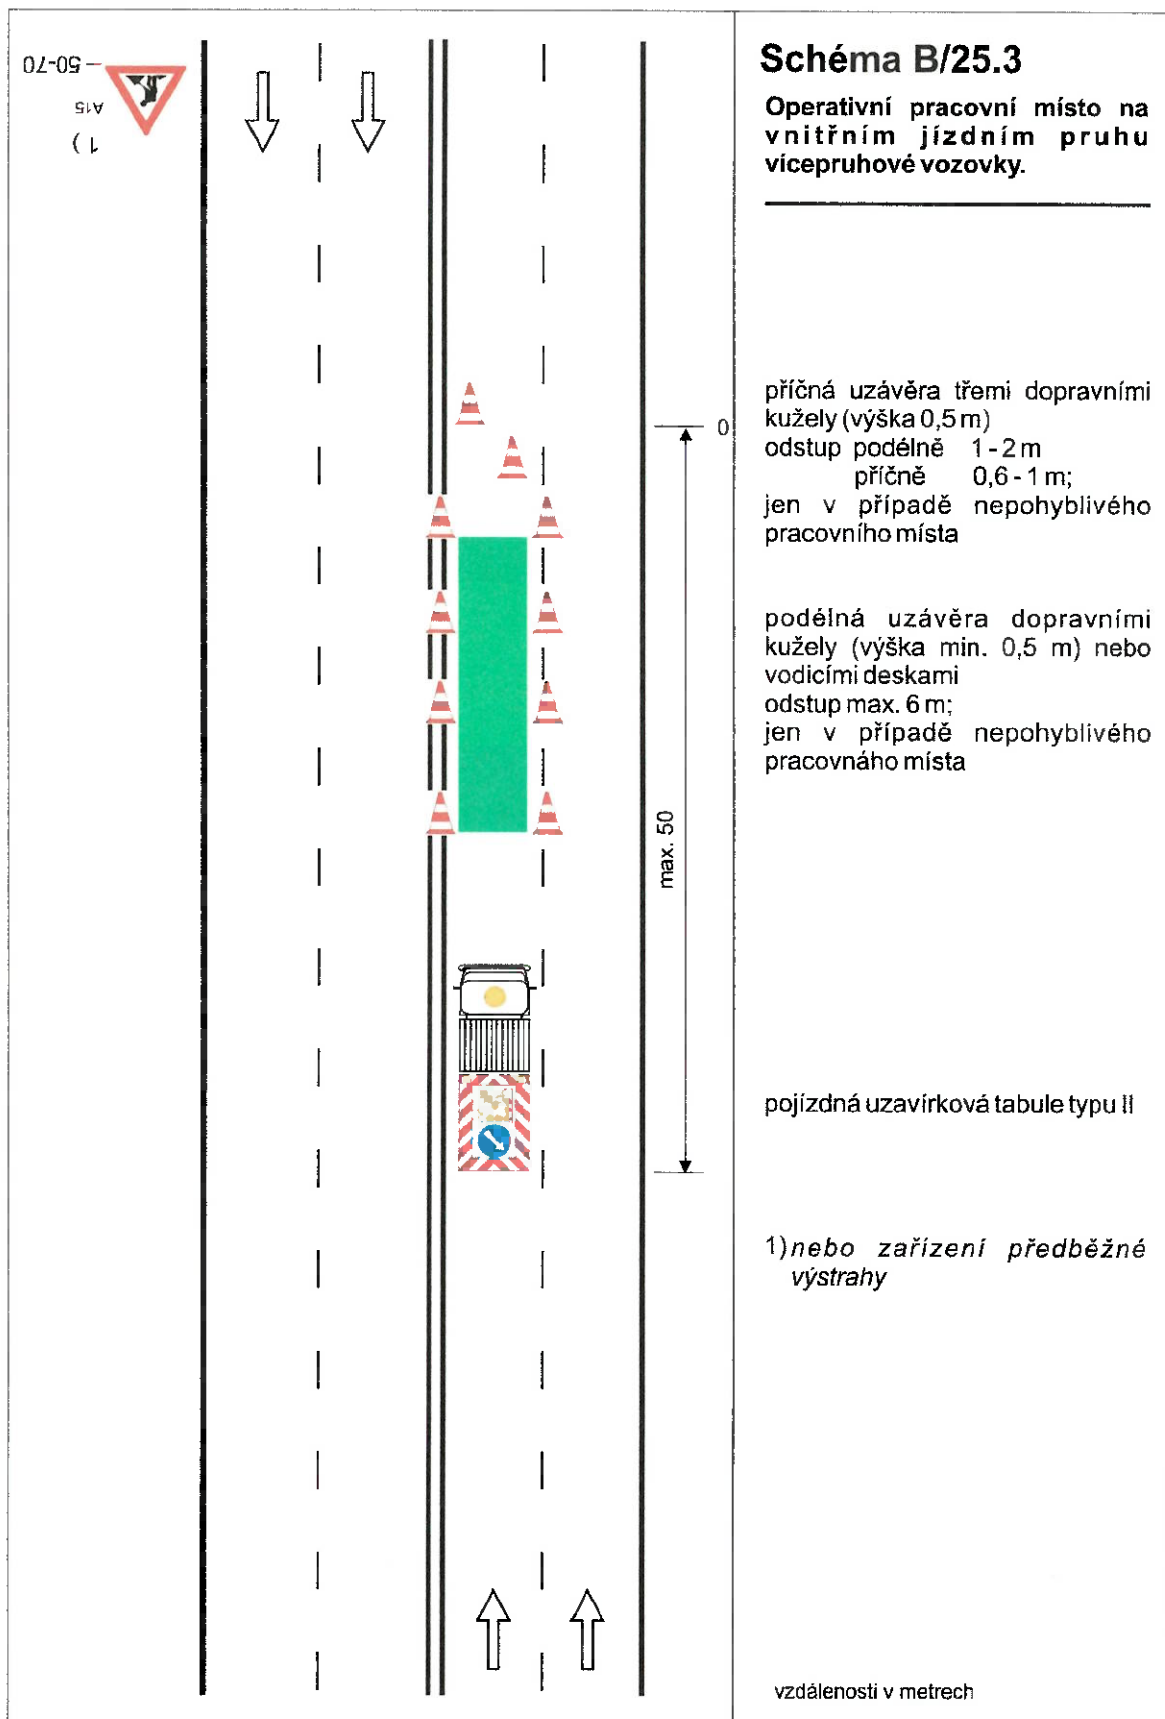 50-70
A15
1)
Schéma B/25.3
Operativní pracovní místo na
vnitřním jízdním pruhu
vícepruhové vozovky.
příčná uzávěra třemi dopravními
kužely (výška 0,5 m)
odstup podélně 1 - 2 m
příčně 0,6 - 1 m;
jen v případě nepohyblivého
pracovního místa
0
podélná uzávěra dopravními
kužely (výška min. 0,5 m) nebo
vodicími deskami
odstup max. 6 m;
jen v případě nepohyblivého
pracovnáho místa
max. 50
pojízdná uzavírková tabule typu II
1) nebo zařízení předběžné
výstrahy
vzdálenosti v metrech